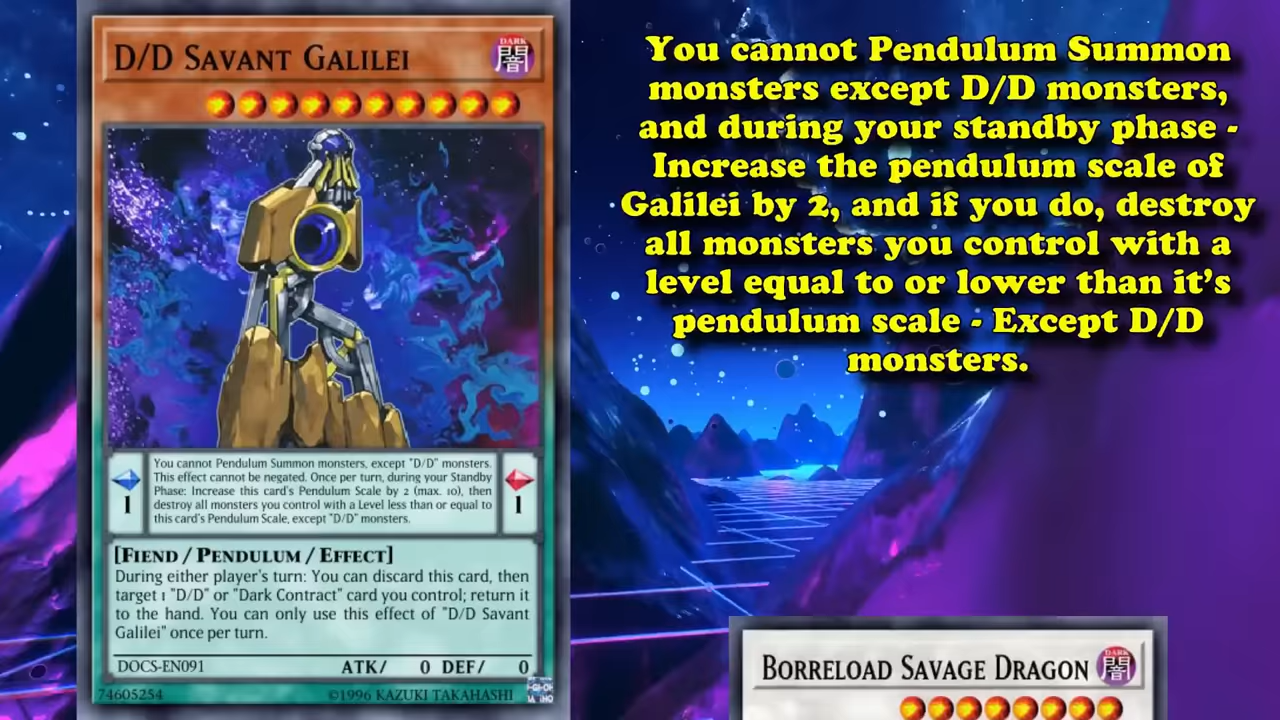 D/D SAVANT GALILEI
DARK
闇
You cannot Pendulum Summon monsters, except "D/D" monsters.
This effect cannot be negated. Once per turn, during your Standby
Phase: Increase this card's Pendulum Scale by 2 (max. 10), then
destroy all monsters you control with a Level less than or equal to
this card's Pendulum Scale, except "D/D" monsters.
1
1
[FIEND / PENDULUM / EFFECT]
During either player's turn: You can discard this card, then
target 1 "D/D" or "Dark Contract" card you control; return it
to the hand. You can only use this effect of "D/D Savant
Galilei" once per turn.
DOCS-EN091
ATK/ 0 DEF/ 0
74605254
©1996 KAZUKI TAKAHASHI
You cannot Pendulum Summon
monsters except D/D monsters,
and during your standby phase -
Increase the pendulum scale of
Galilei by 2, and if you do, destroy
all monsters you control with a
level equal to or lower than it's
pendulum scale - Except D/D
monsters.
BORRELOAD SAVAGE DRAGON
DARK
闇